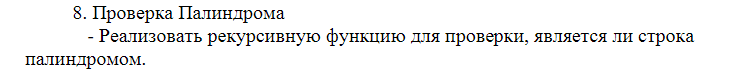 8. Проверка Палиндрома
- Реализовать рекурсивную функцию для проверки, является ли строка
палиндромом.